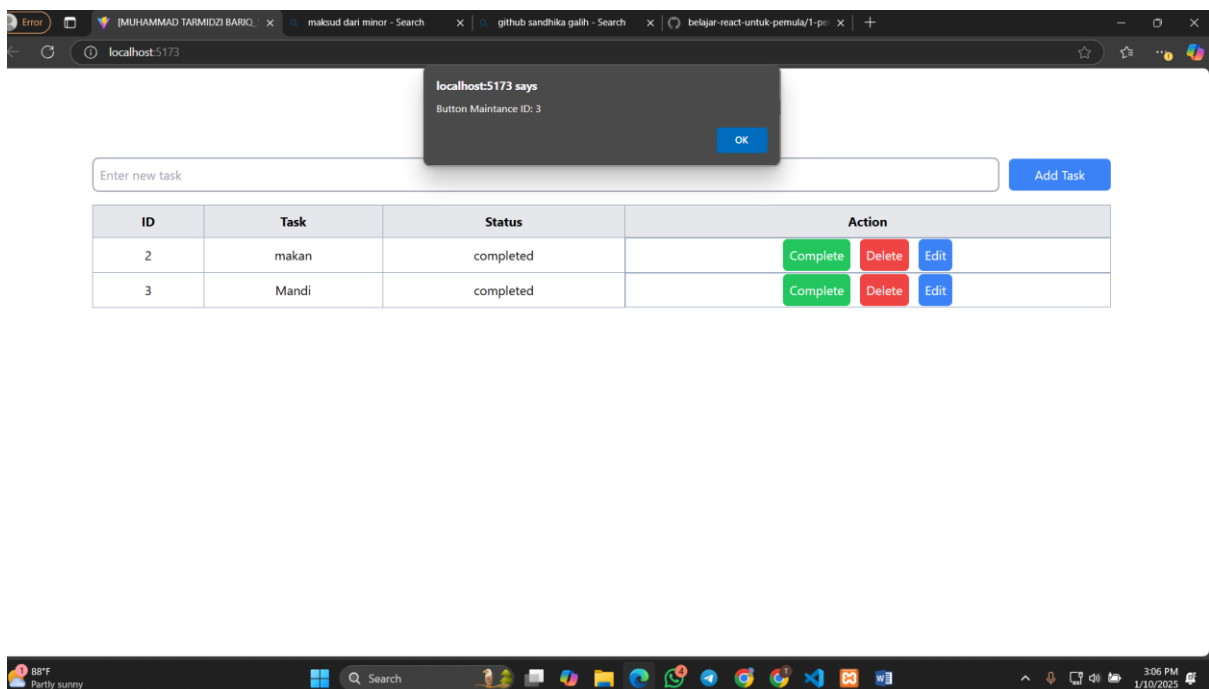 Error
[MUHAMMAD TARMIDZI BARIQ_
maksud dari minor - Search
github sandhika galih - Search
belajar-react-untuk-pemula/1-pe
localhost:5173
localhost:5173 says
Button Maintance ID: 3
OK
Enter new task
Add Task
ID Task Status Action
2 makan completed Complete Delete Edit
3 Mandi completed Complete Delete Edit
1
88°F
Partly sunny
Search
4
3:06 PM
1/10/2025